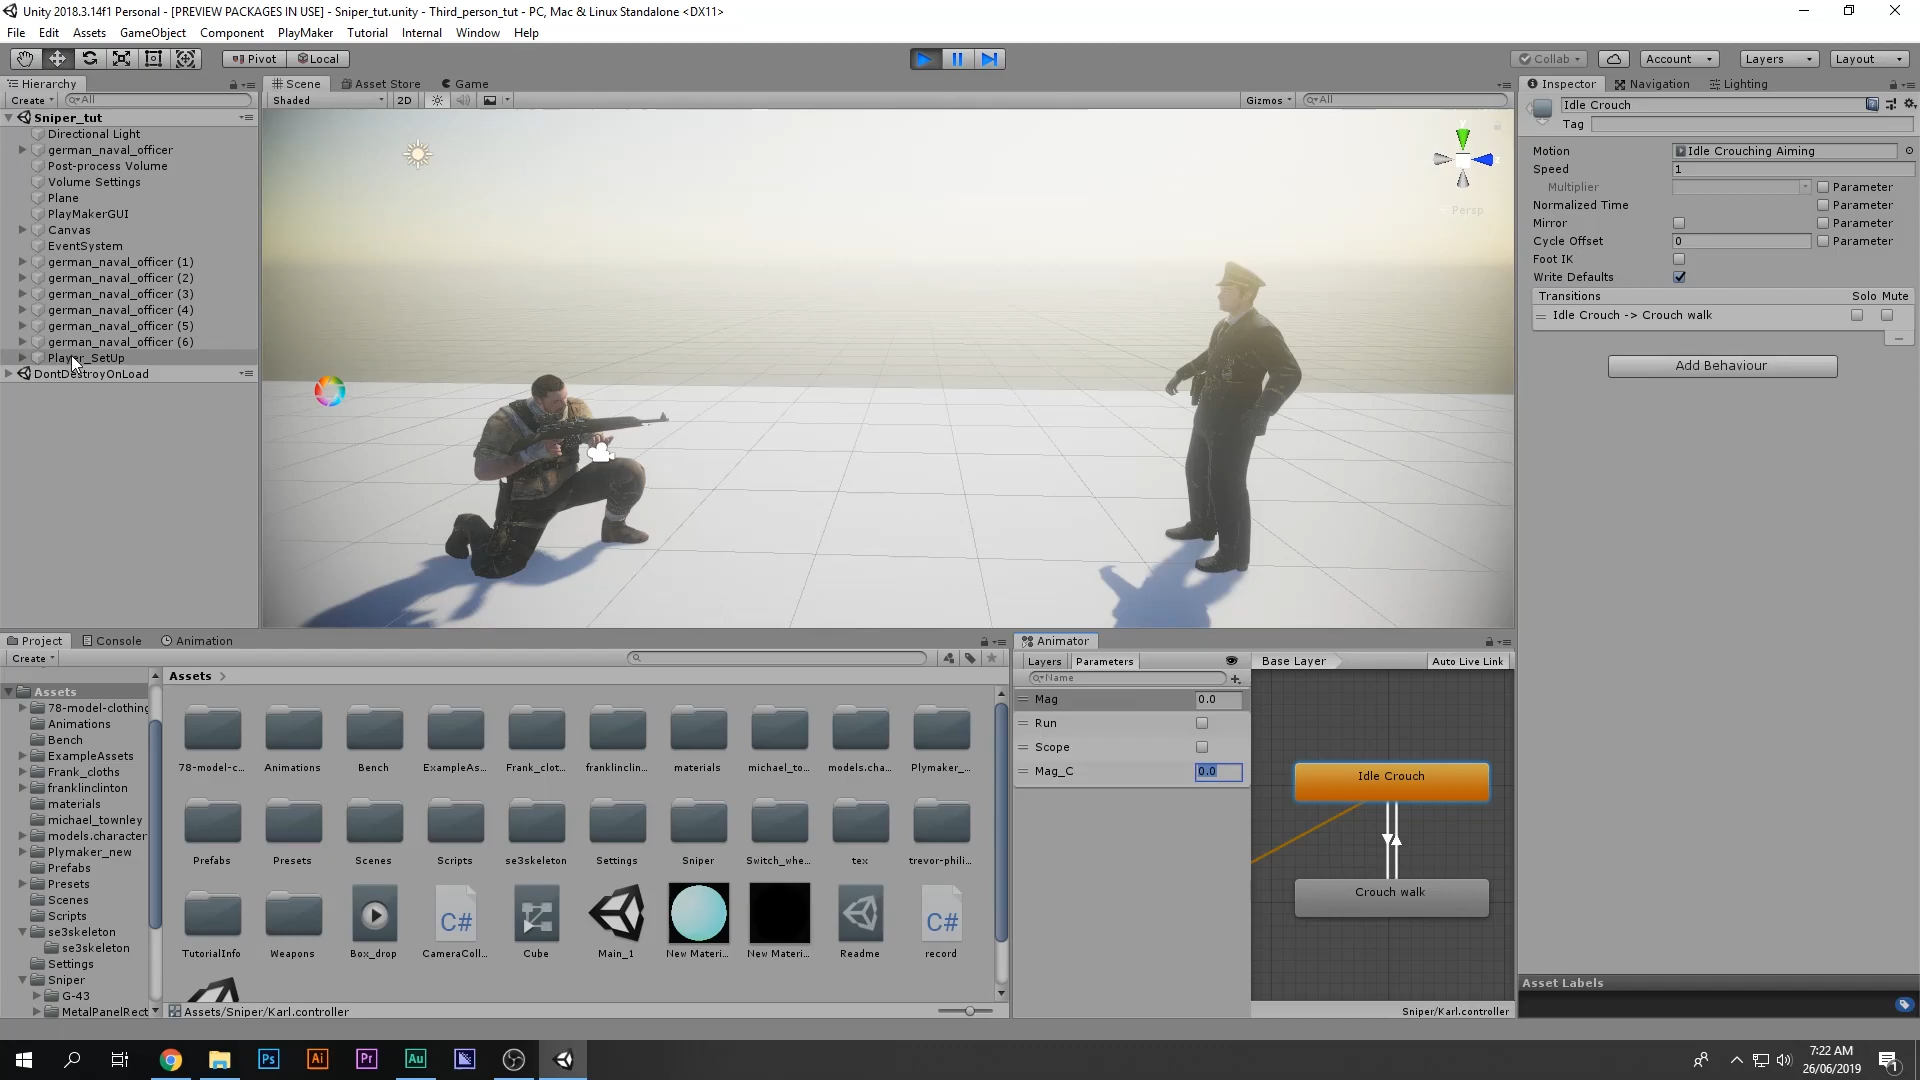 Unity 2018.3.14f1 Personal - [PREVIEW PACKAGES IN USE] - Sniper_tut.unity - Third_person_tut - PC, Mac & Linux Standalone <DX11>
File Edit Assets GameObject Component PlayMaker Tutorial Internal Window Help
Pivot Local Collab Account Layers Layout
Hierarchy Scene Asset Store Game Inspector Navigation Lighting
Create All Shaded 2D Gizmos All Idle Crouch
Sniper_tut
Tag
Directional Light
german_naval_officer
Post-process Volume
Volume Settings
Plane
PlayMakerGUI
Canvas
EventSystem
german_naval_officer (1)
german_naval_officer (2)
german_naval_officer (3)
german_naval_officer (4)
german_naval_officer (5)
german_naval_officer (6)
Player_SetUp
DontDestroyOnLoad
y
Persp
Motion Idle Crouching Aiming
Speed 1
Multiplier Parameter
Normalized Time Parameter
Mirror Parameter
Cycle Offset 0 Parameter
Foot IK
Write Defaults
Transitions Solo Mute
Idle Crouch -> Crouch walk
Add Behaviour
Project Console Animation
Create
Assets
78-model-clothing
Animations
Bench
ExampleAssets
Frank_cloths
franklinclinton
materials
michael_townley
models.character
Plymaker_new
Prefabs
Presets
Scenes
Scripts
se3skeleton
se3skeleton
Settings
Sniper
G-43
MetalPanelRect
Assets
78-model-c... Animations Bench ExampleAs... Frank_clot... franklinclin... materials michael_to... models.cha... Plymaker_...
Prefabs Presets Scenes Scripts se3skeleton Settings Sniper Switch_whe... tex trevor-phili...
C# C#
TutorialInfo Weapons Box_drop CameraColl... Cube Main_1 New Materi... New Materi... Readme record
Assets/Sniper/Karl.controller
Animator
Layers Parameters Base Layer Auto Live Link
Name
Mag 0.0
Run
Scope
Mag_C 0.0
Idle Crouch
Crouch walk
Sniper/Karl.controller
Asset Labels
Ps Ai Pr Au
7:22 AM
26/06/2019
1